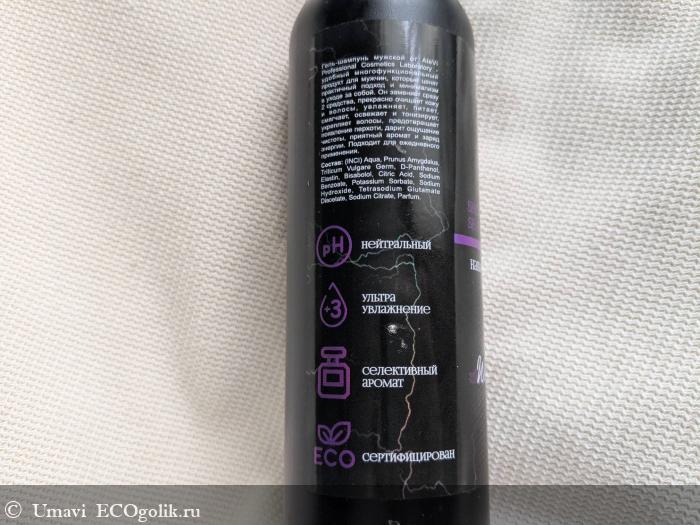 Гель-шампунь мужской от AleVi
Professional Cosmetics Laboratory -
удобный многофункциональный
продукт для мужчин, которые ценят
практичный подход и минимализм
в уходе за собой. Он заменяет сразу
2 средства, прекрасно очищает кожу
и волосы, увлажняет, питает,
смягчает, освежает и тонизирует,
укрепляет волосы, предотвращает
появление перхоти, дарит ощущение
чистоты, приятный аромат и заряд
энергии. Подходит для ежедневного
применения.
Состав: (INCI) Aqua, Prunus Amygdalus,
Triticum Vulgare Germ, D-Panthenol,
Elastin, Bisabolol, Citric Acid, Sodium
Benzoate, Potassium Sorbate, Sodium
Hydroxide, Tetrasodium Glutamate
Diacelate, Sodium Citrate, Parfum.
pH нейтральный
+3 ультра
увлажнение
селективный
аромат
ECO сертифицирован
© Umavi ECOgolik.ru